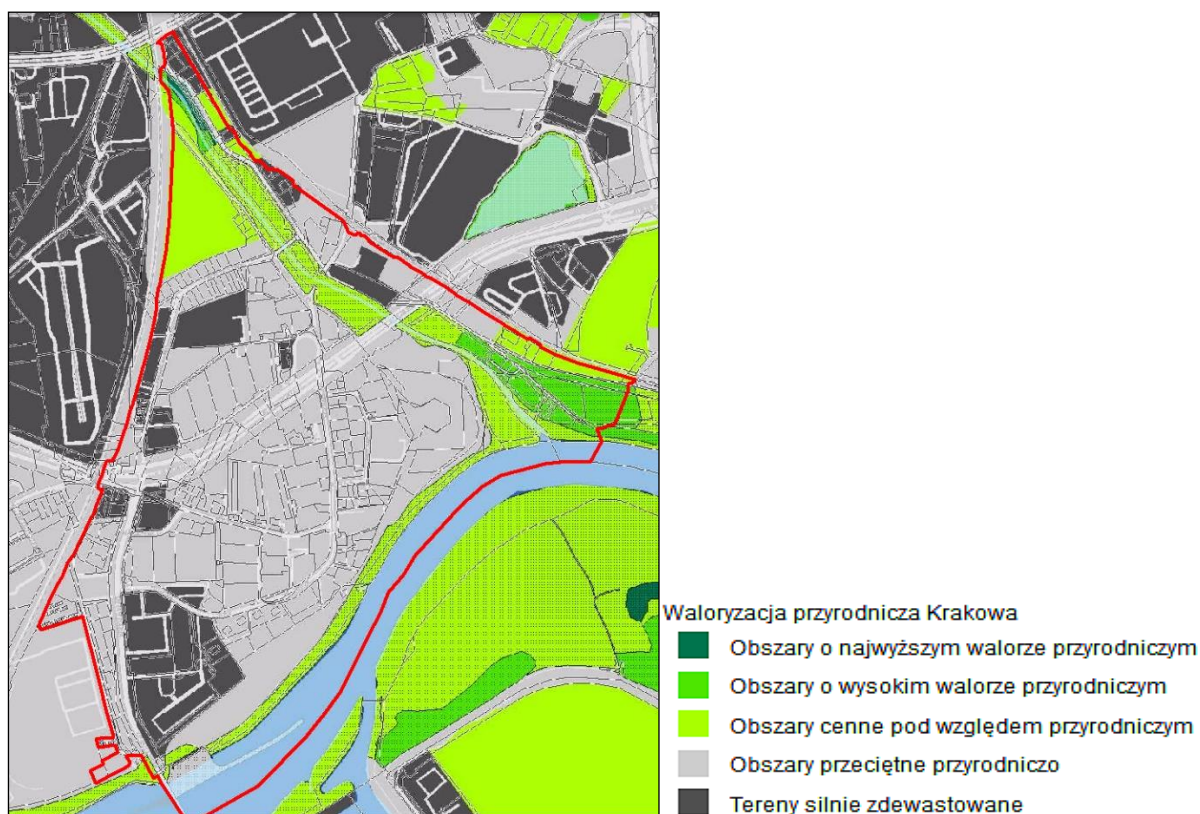 Waloryzacja przyrodnicza Krakowa
Obszary o najwyższym walorze przyrodniczym
Obszary o wysokim walorze przyrodniczym
Obszary cenne pod względem przyrodniczym
Obszary przeciętne przyrodniczo
Tereny silnie zdewastowane